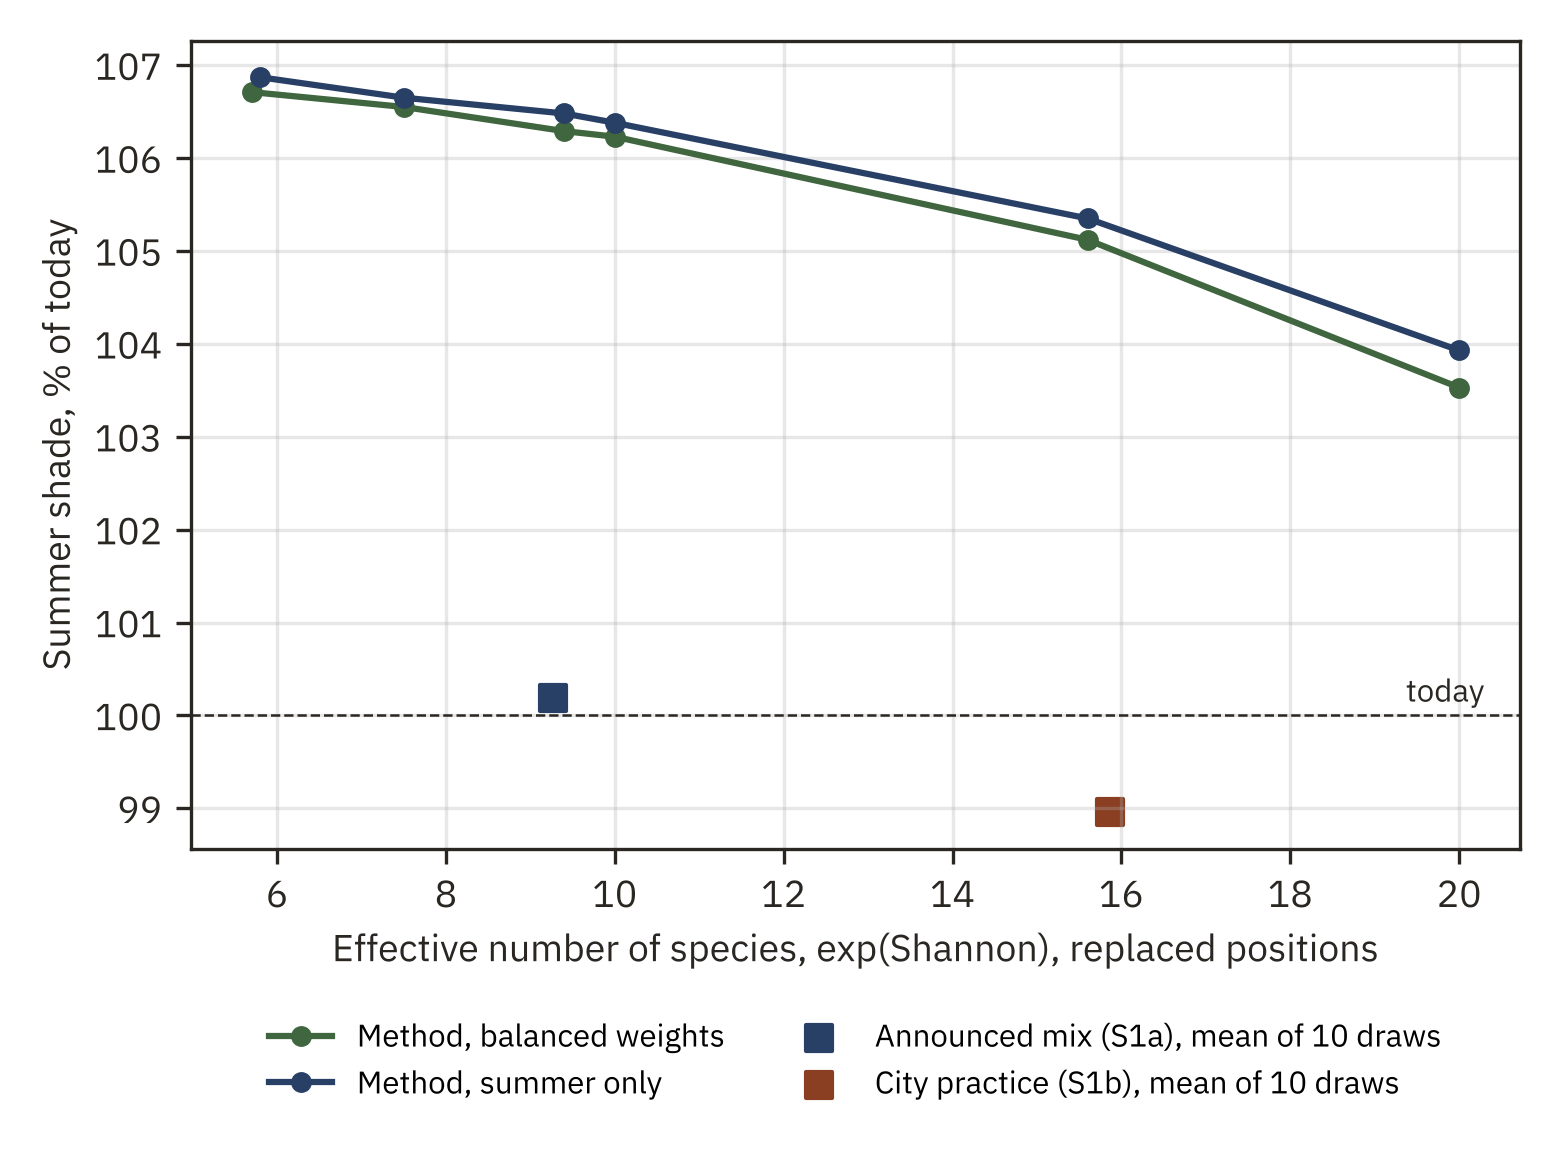 107
106
105
104
103
102
101
100
99
Summer shade, % of today
today
6 8 10 12 14 16 18 20
Effective number of species, exp(Shannon), replaced positions
Method, balanced weights
Method, summer only
Announced mix (S1a), mean of 10 draws
City practice (S1b), mean of 10 draws